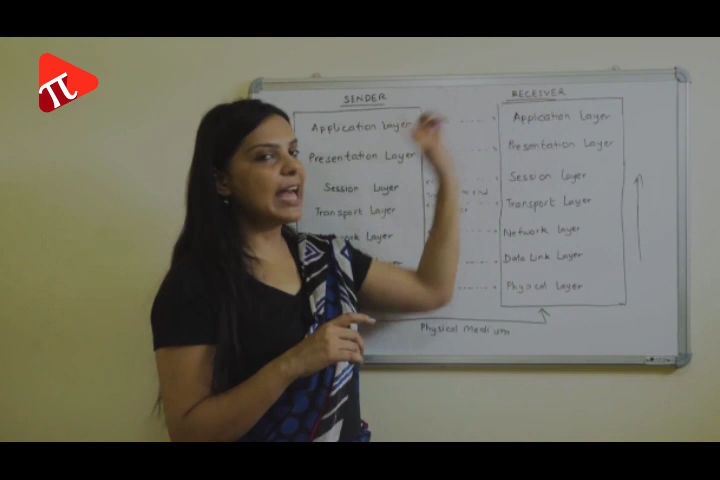 π
SENDER
Application Layer
Presentation Layer
Session Layer
Transport Layer
Layer
RECEIVER
Application Layer
Presentation Layer
Session Layer
Transport Layer
Network Layer
Data Link Layer
Physical Layer
Physical Medium